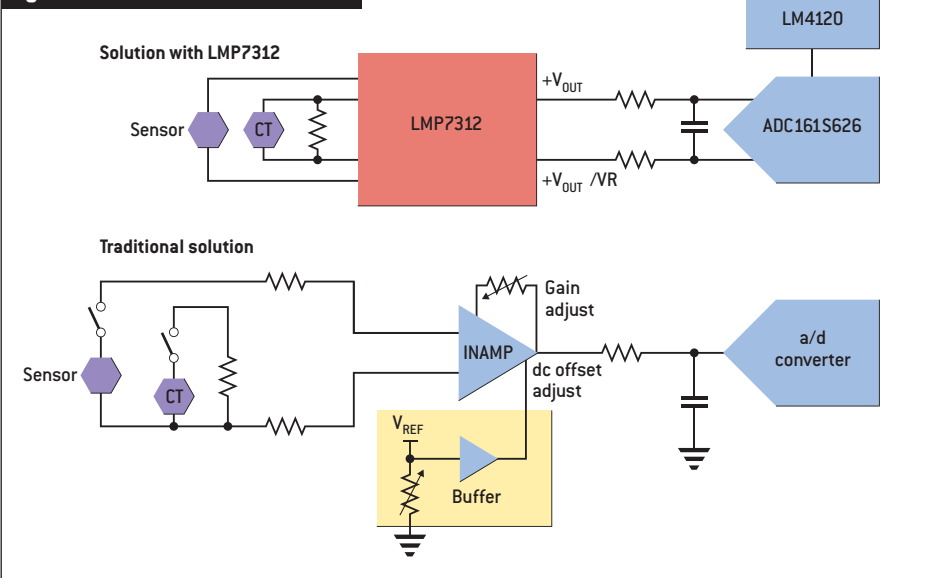 LM4120
Solution with LMP7312
+VOUT
Sensor
CT
LMP7312
ADC161S626
+VOUT /VR
Traditional solution
Gain
adjust
a/d
converter
INAMP
Sensor
CT
dc offset
adjust
VREF
Buffer